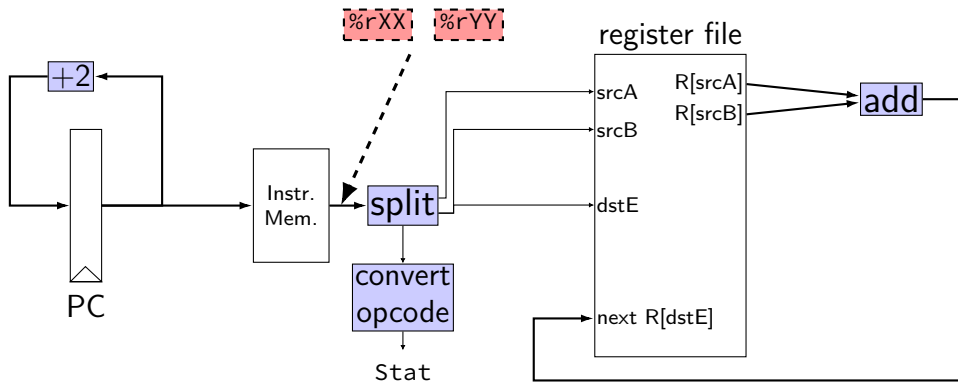 %rXX %rYY
register file
+2
srcA
R[srcA]
add
R[srcB]
srcB
Instr.
Mem.
split
dstE
convert
opcode
PC
next R[dstE]
Stat